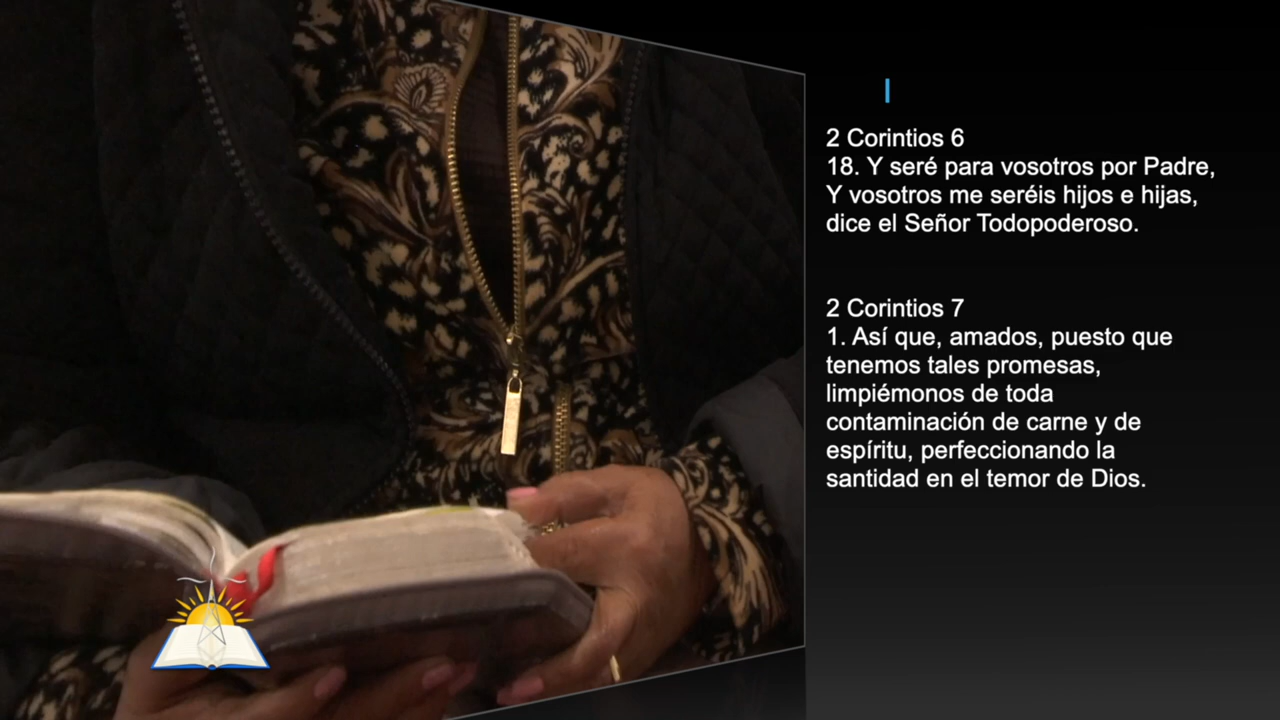 2 Corintios 6
18. Y seré para vosotros por Padre,
Y vosotros me seréis hijos e hijas,
dice el Señor Todopoderoso.
2 Corintios 7
1. Así que, amados, puesto que
tenemos tales promesas,
limpiémonos de toda
contaminación de carne y de
espíritu, perfeccionando la
santidad en el temor de Dios.